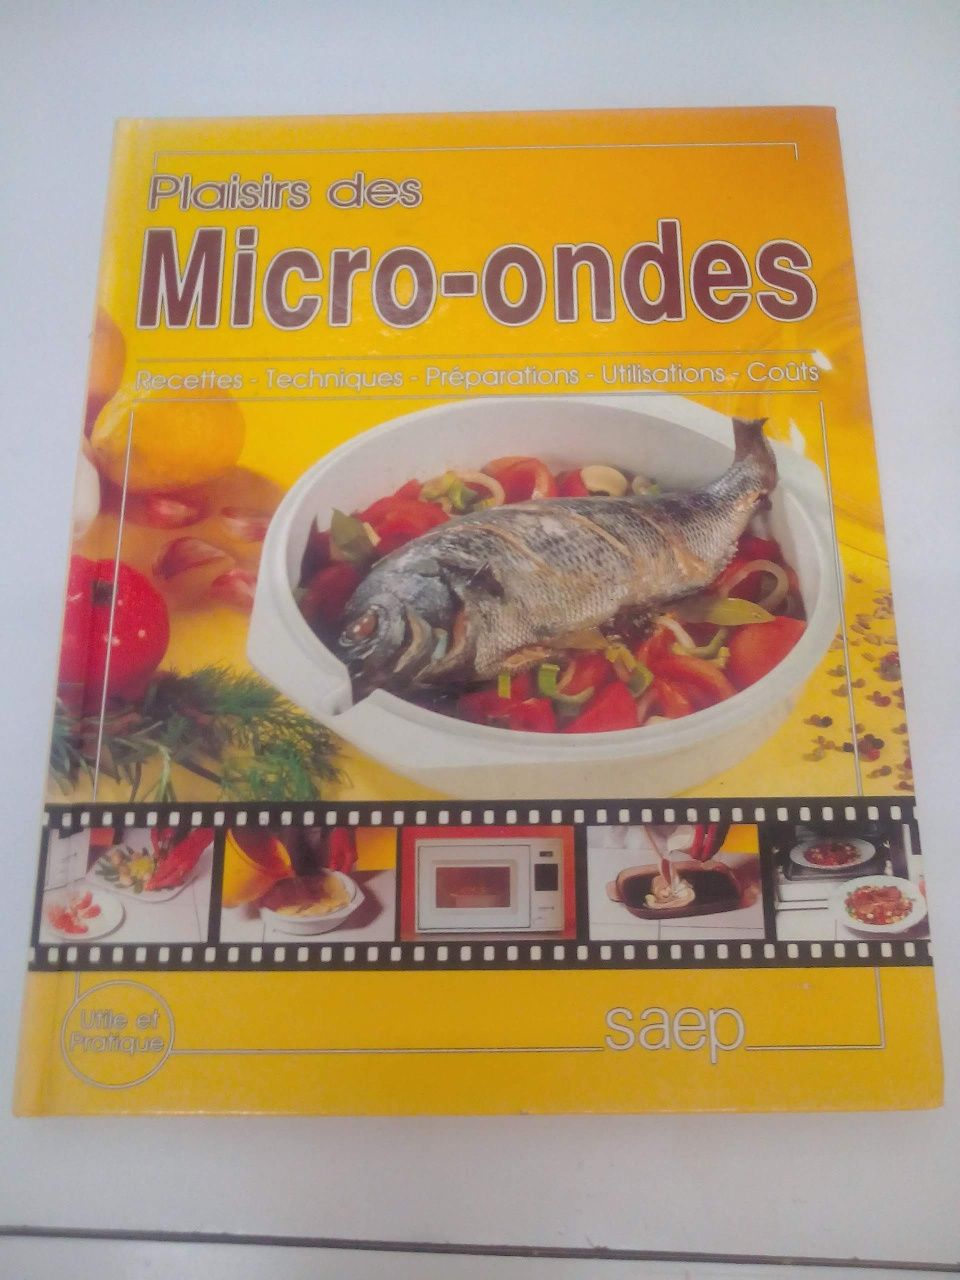 Plaisirs des
Micro-ondes
Recettes - Techniques - Préparations - Utilisations - Coûts
Utile et
Pratique
saep